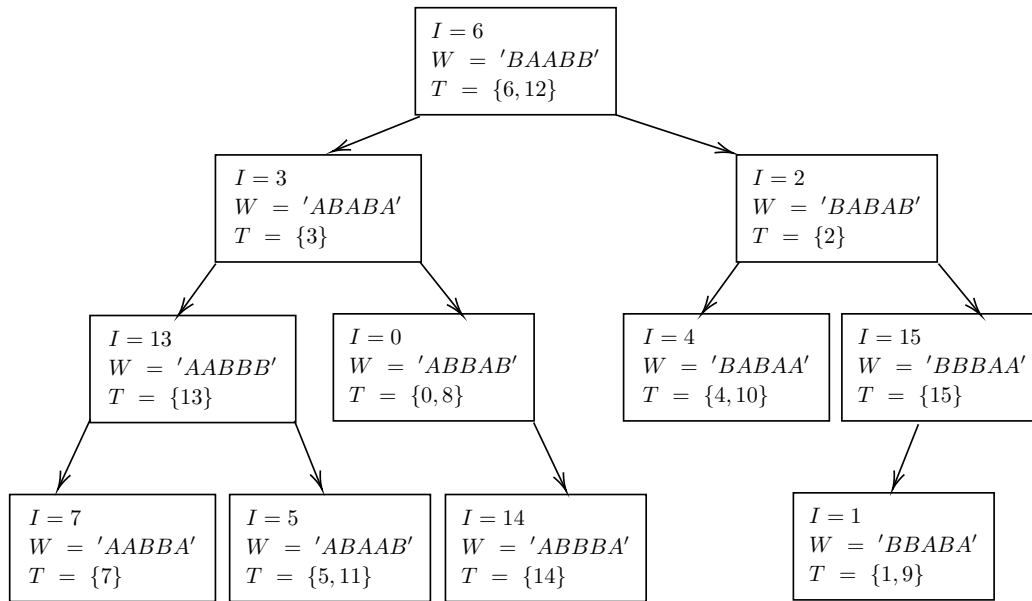 I = 6
W = 'BAABB'
T = {6, 12}
I = 3
W = 'ABABA'
T = {3}
I = 2
W = 'BABAB'
T = {2}
I = 13
W = 'AABBB'
T = {13}
I = 0
W = 'ABBAB'
T = {0, 8}
I = 4
W = 'BABAA'
T = {4, 10}
I = 15
W = 'BBBAA'
T = {15}
I = 7
W = 'AABBA'
T = {7}
I = 5
W = 'ABAAB'
T = {5, 11}
I = 14
W = 'ABBBA'
T = {14}
I = 1
W = 'BBABA'
T = {1, 9}